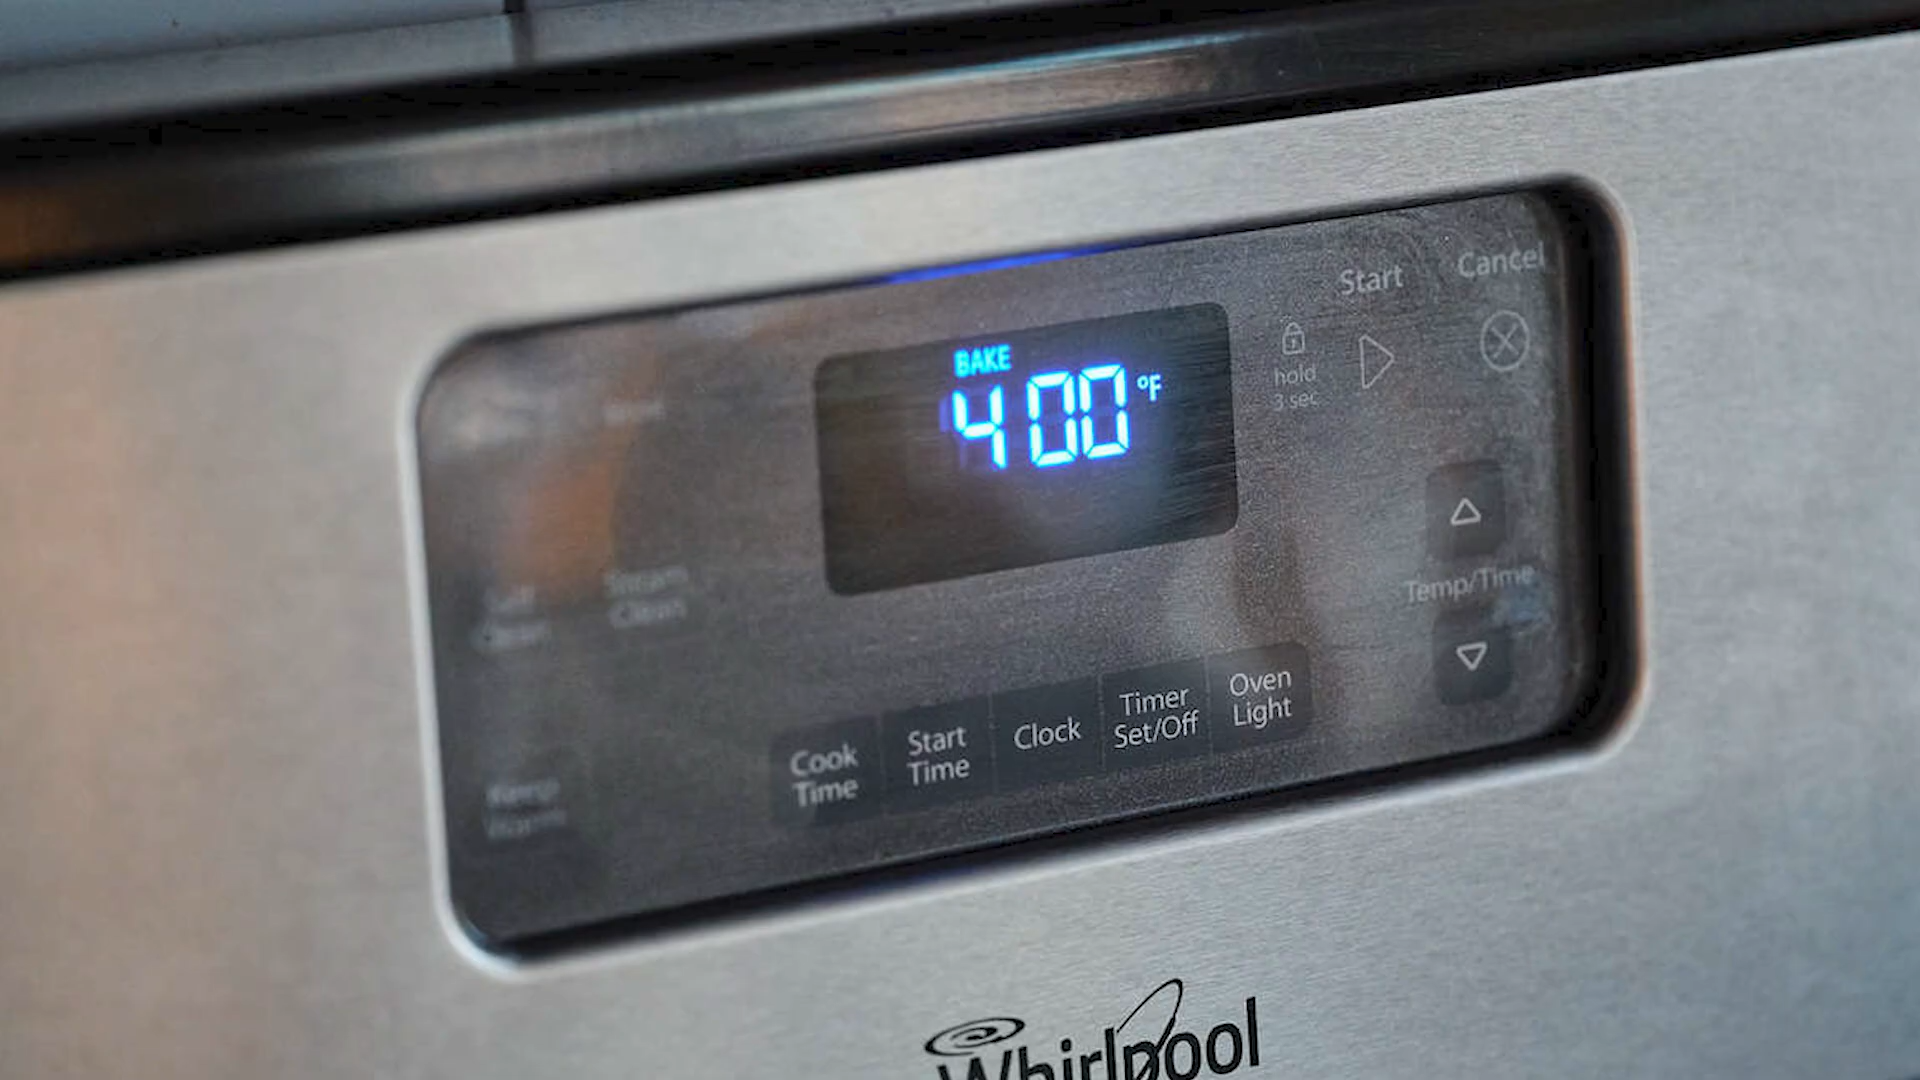 BAKE
400 °F
Start
Cancel
hold
3 sec
Temp/Time
Clean
Steam
Clean
Keep
Warm
Cook
Time
Start
Time
Clock
Timer
Set/Off
Oven
Light
Whirlpool